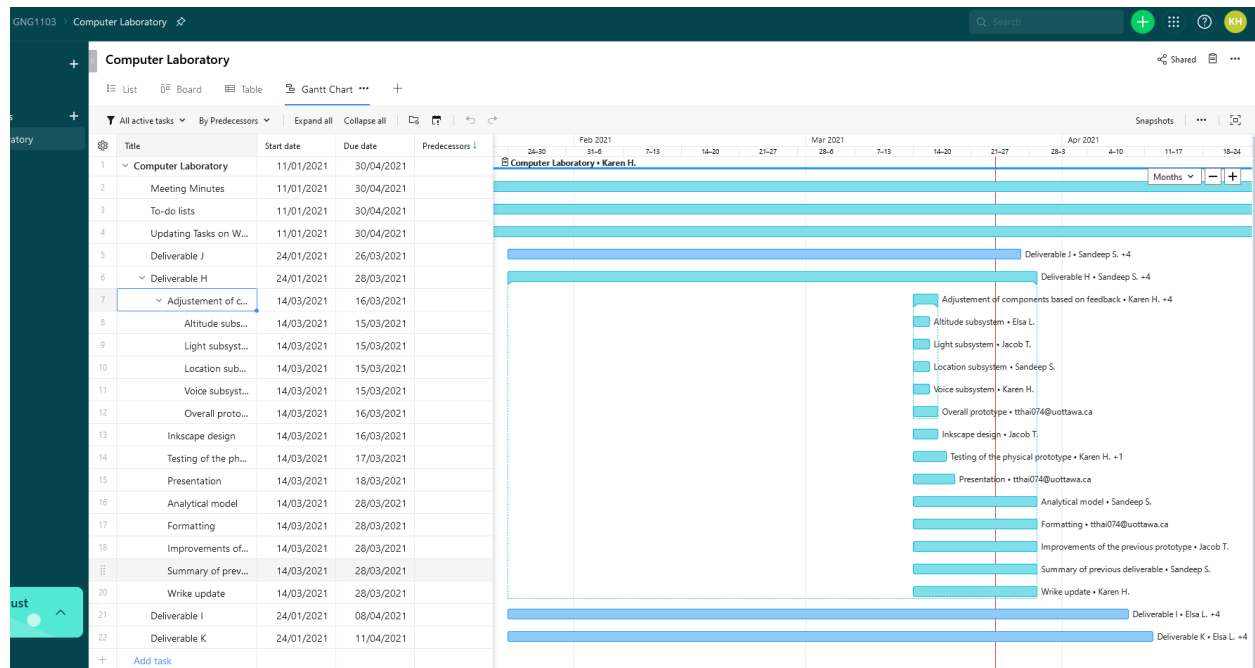 GNG1103 > Computer Laboratory
Search
KH
Computer Laboratory
Shared
List Board Table Gantt Chart
All active tasks By Predecessors Expand all Collapse all Snapshots
Title Start date Due date Predecessors
Feb 2021 Mar 2021 Apr 2021
24–30 31–6 7–13 14–20 21–27 28–6 7–13 14–20 21–27 28–3 4–10 11–17 18–24
Months
1 Computer Laboratory 11/01/2021 30/04/2021 Computer Laboratory • Karen H.
2 Meeting Minutes 11/01/2021 30/04/2021
3 To-do lists 11/01/2021 30/04/2021
4 Updating Tasks on W... 11/01/2021 30/04/2021
5 Deliverable J 24/01/2021 26/03/2021 Deliverable J • Sandeep S. +4
6 Deliverable H 24/01/2021 28/03/2021 Deliverable H • Sandeep S. +4
7 Adjustement of c... 14/03/2021 16/03/2021 Adjustement of components based on feedback • Karen H. +4
8 Altitude subs... 14/03/2021 15/03/2021 Altitude subsystem • Elsa L.
9 Light subsyst... 14/03/2021 15/03/2021 Light subsystem • Jacob T.
10 Location sub... 14/03/2021 15/03/2021 Location subsystem • Sandeep S.
11 Voice subsyst... 14/03/2021 15/03/2021 Voice subsystem • Karen H.
12 Overall proto... 14/03/2021 16/03/2021 Overall prototype • tthai074@uottawa.ca
13 Inkscape design 14/03/2021 16/03/2021 Inkscape design • Jacob T.
14 Testing of the ph... 14/03/2021 17/03/2021 Testing of the physical prototype • Karen H. +1
15 Presentation 14/03/2021 18/03/2021 Presentation • tthai074@uottawa.ca
16 Analytical model 14/03/2021 28/03/2021 Analytical model • Sandeep S.
17 Formatting 14/03/2021 28/03/2021 Formatting • tthai074@uottawa.ca
18 Improvements of... 14/03/2021 28/03/2021 Improvements of the previous prototype • Jacob T.
Summary of prev... 14/03/2021 28/03/2021 Summary of previous deliverable • Sandeep S.
20 Wrike update 14/03/2021 28/03/2021 Wrike update • Karen H.
21 Deliverable I 24/01/2021 08/04/2021 Deliverable I • Elsa L. +4
22 Deliverable K 24/01/2021 11/04/2021 Deliverable K • Elsa L. +4
Add task
atory
ust